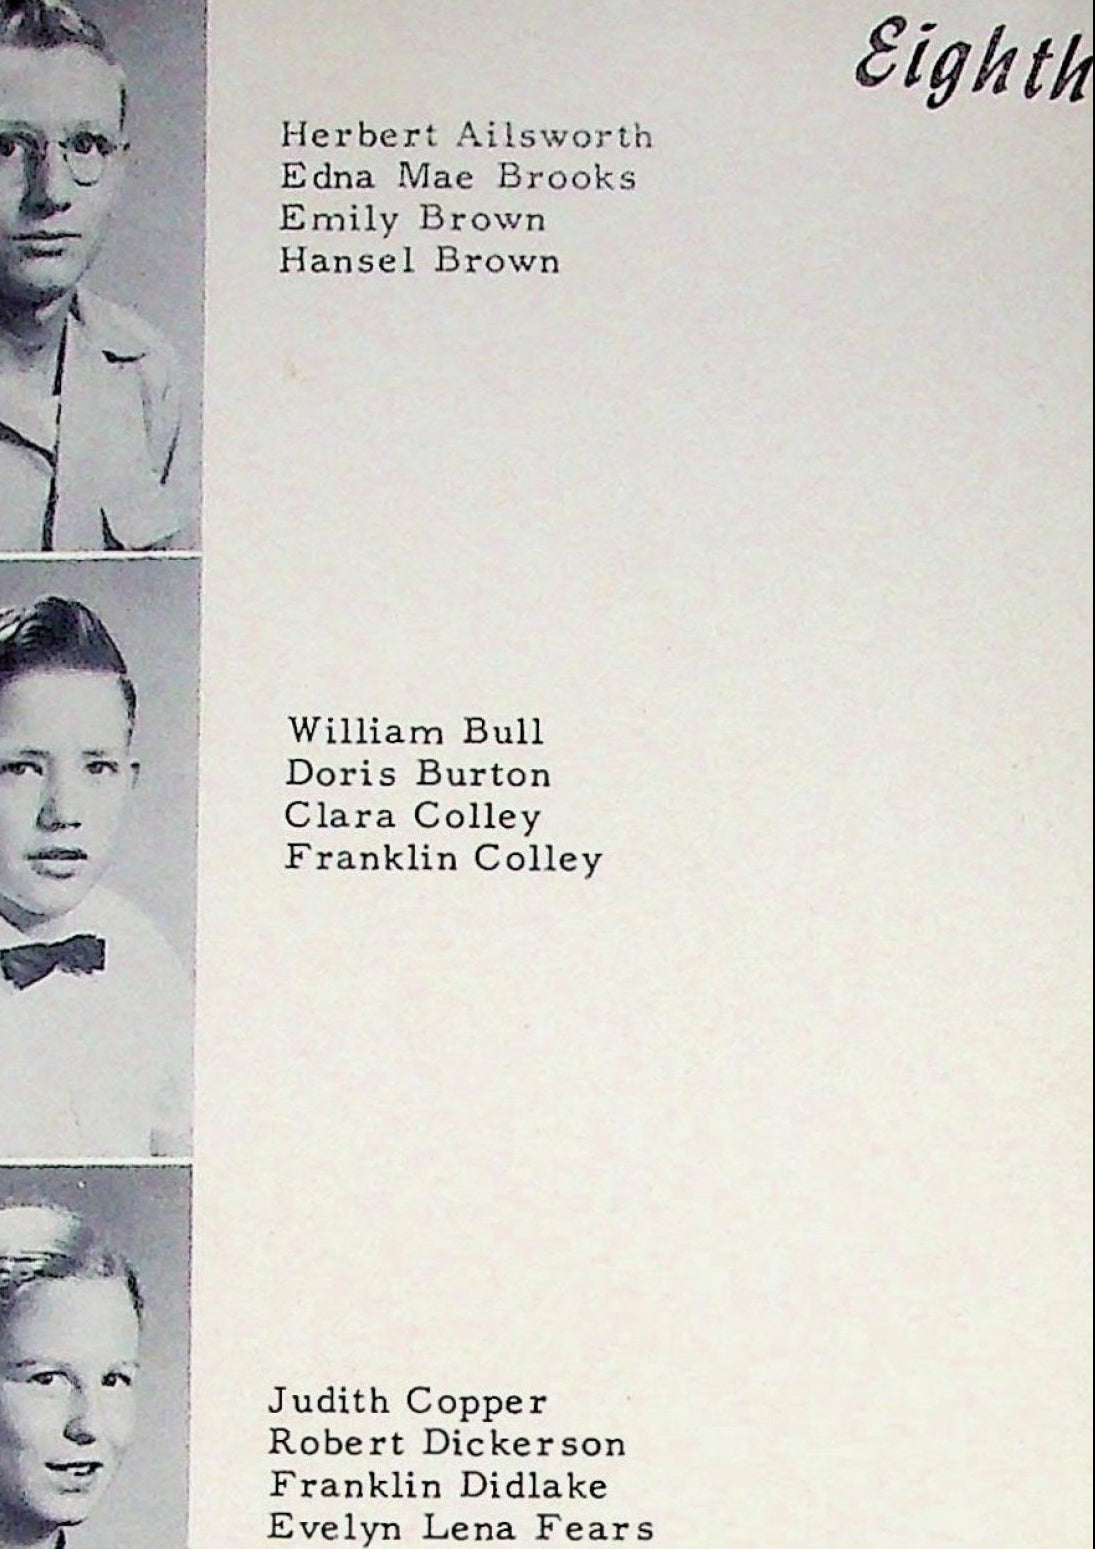 Eighth
Herbert Ailsworth
Edna Mae Brooks
Emily Brown
Hansel Brown
William Bull
Doris Burton
Clara Colley
Franklin Colley
Judith Copper
Robert Dickerson
Franklin Didlake
Evelyn Lena Fears